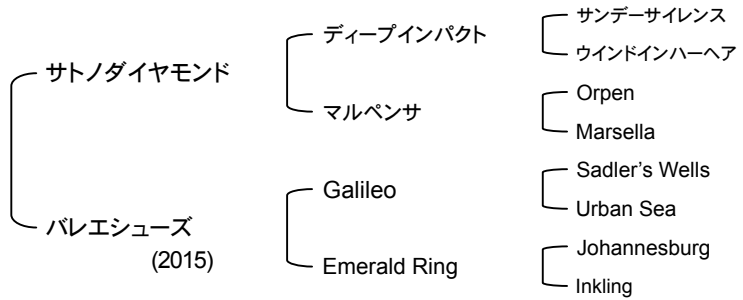 サトノダイヤモンド
バレエシューズ
(2015)
ディープインパクト
マルペンサ
Galileo
Emerald Ring
サンデーサイレンス
ウインドインハーヘア
Orpen
Marsella
Sadler’s Wells
Urban Sea
Johannesburg
Inkling